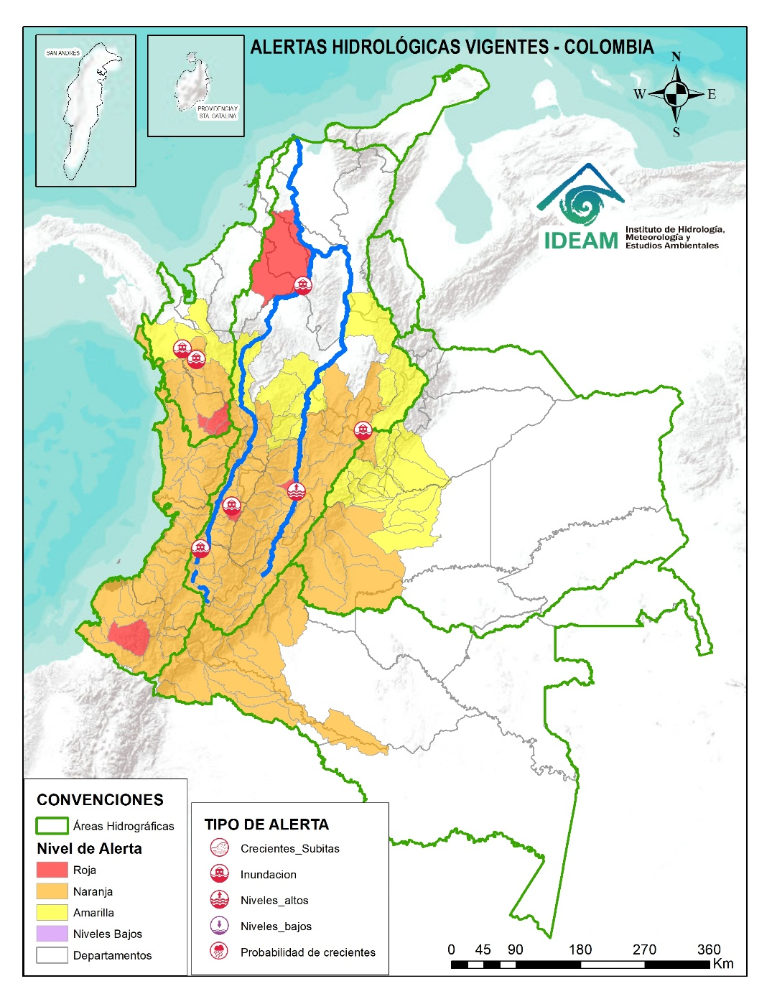 ALERTAS HIDROLÓGICAS VIGENTES - COLOMBIA
SAN ANDRÉS
PROVIDENCIA Y
STA. CATALINA
N
W
E
S
IDEAM
Instituto de Hidrología,
Meteorología y
Estudios Ambientales
CONVENCIONES
Áreas Hidrográficas
Nivel de Alerta
Roja
Naranja
Amarilla
Niveles Bajos
Departamentos
TIPO DE ALERTA
Crecientes_Subitas
Inundacion
Niveles_altos
Niveles_bajos
Probabilidad de crecientes
0 45 90 180 270 360
Km